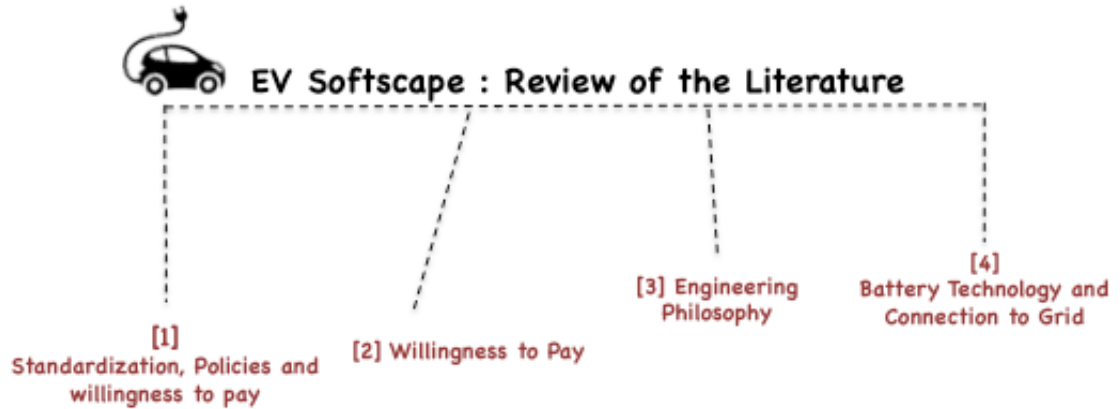 EV Softscape : Review of the Literature
[1]
Standardization, Policies and
willingness to pay
[2] Willingness to Pay
[3] Engineering
Philosophy
[4]
Battery Technology and
Connection to Grid